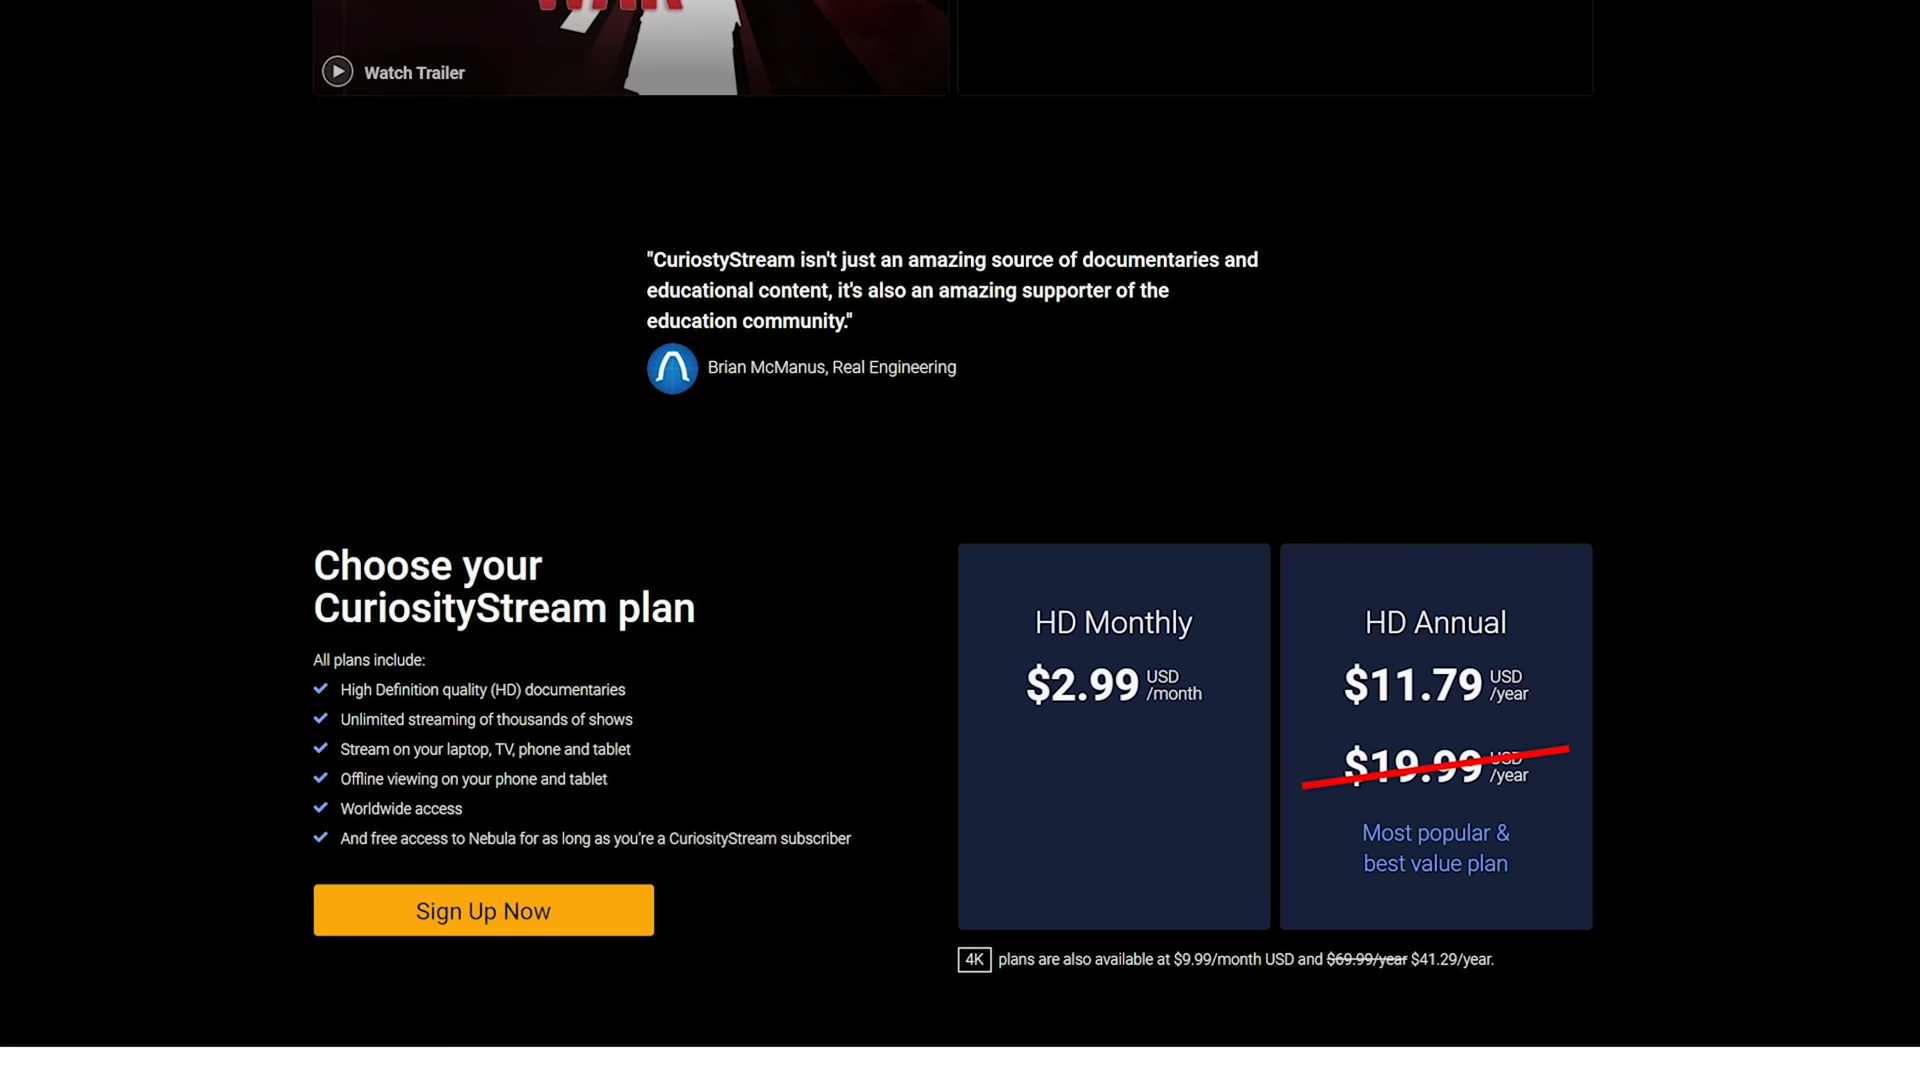 WAR
Watch Trailer
"CuriostyStream isn't just an amazing source of documentaries and
educational content, it's also an amazing supporter of the
education community."
Brian McManus, Real Engineering
Choose your
CuriosityStream plan
All plans include:
High Definition quality (HD) documentaries
Unlimited streaming of thousands of shows
Stream on your laptop, TV, phone and tablet
Offline viewing on your phone and tablet
Worldwide access
And free access to Nebula for as long as you're a CuriosityStream subscriber
Sign Up Now
HD Monthly
$2.99 USD /month
HD Annual
$11.79 USD /year
$19.99 USD /year
Most popular &
best value plan
4K plans are also available at $9.99/month USD and $69.99/year $41.29/year.